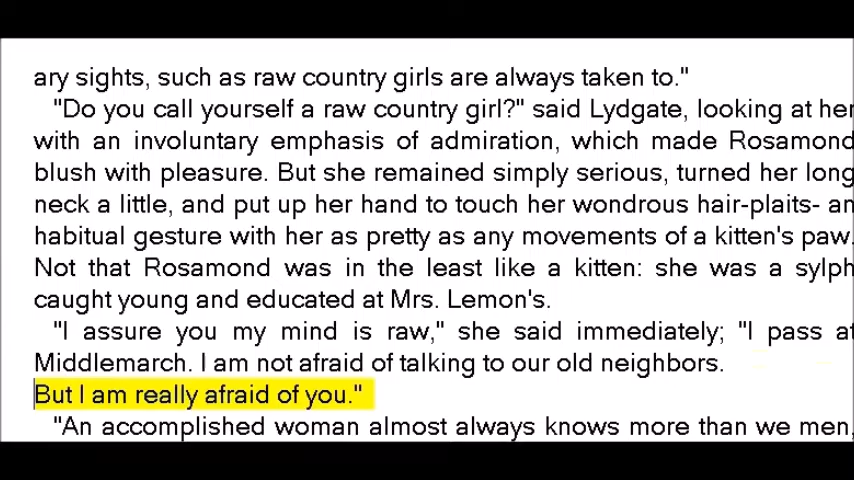 ary sights, such as raw country girls are always taken to."
"Do you call yourself a raw country girl?" said Lydgate, looking at her
with an involuntary emphasis of admiration, which made Rosamond
blush with pleasure. But she remained simply serious, turned her long
neck a little, and put up her hand to touch her wondrous hair-plaits- an
habitual gesture with her as pretty as any movements of a kitten's paw.
Not that Rosamond was in the least like a kitten: she was a sylph
caught young and educated at Mrs. Lemon's.
"I assure you my mind is raw," she said immediately; "I pass at
Middlemarch. I am not afraid of talking to our old neighbors.
But I am really afraid of you."
"An accomplished woman almost always knows more than we men,